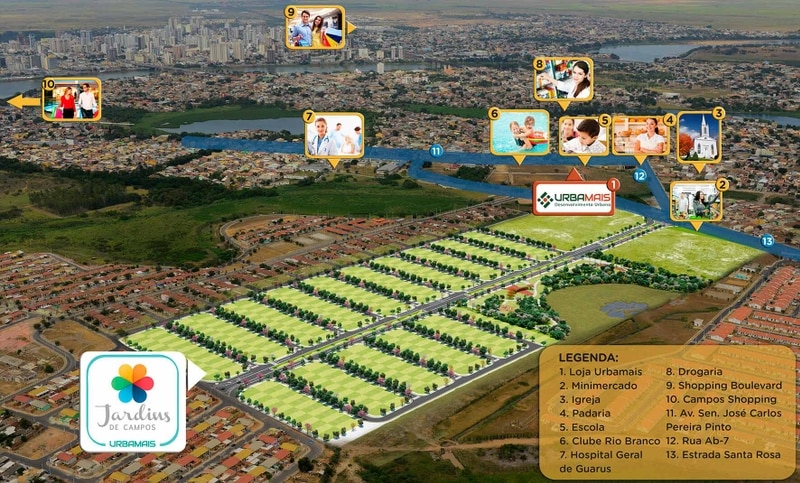 9
10
8
7
6
5
4
3
11
12
1
URBAMAIS
Desenvolvimento Urbano
2
13
Jardins
DE CAMPOS
URBAMAIS
LEGENDA:
1. Loja Urbamais
2. Minimercado
3. Igreja
4. Padaria
5. Escola
6. Clube Rio Branco
7. Hospital Geral
de Guarus
8. Drogaria
9. Shopping Boulevard
10. Campos Shopping
11. Av. Sen. José Carlos
Pereira Pinto
12. Rua Ab-7
13. Estrada Santa Rosa